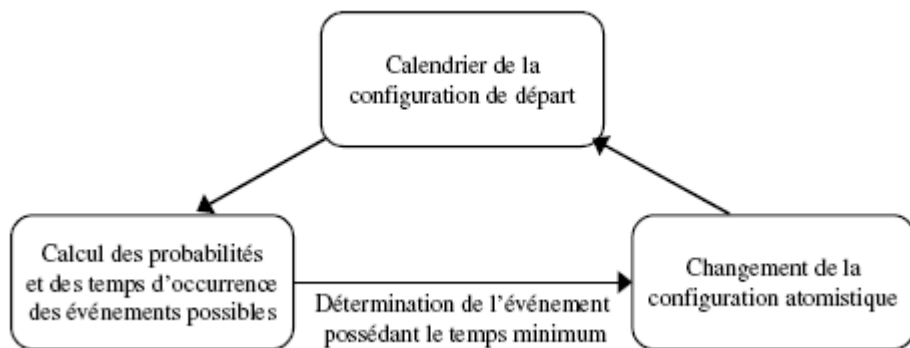 Calendrier de la
configuration de départ
Calcul des probabilités
et des temps d'occurrence
des événements possibles
Détermination de l'événement
possédant le temps minimum
Changement de la
configuration atomistique